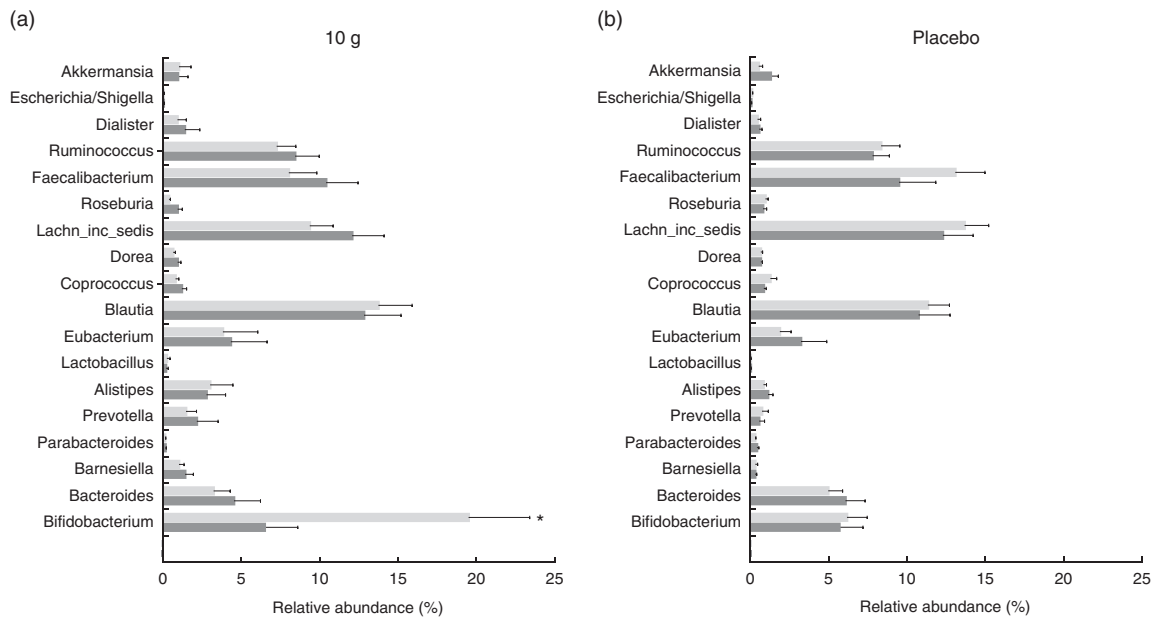 (a)
10 g
Akkermansia
Escherichia/Shigella
Dialister
Ruminococcus
Faecalibacterium
Roseburia
Lachn_inc_sedis
Dorea
Coprococcus
Blautia
Eubacterium
Lactobacillus
Alistipes
Prevotella
Parabacteroides
Barnesiella
Bacteroides
Bifidobacterium
*
0 5 10 15 20 25
Relative abundance (%)
(b)
Placebo
Akkermansia
Escherichia/Shigella
Dialister
Ruminococcus
Faecalibacterium
Roseburia
Lachn_inc_sedis
Dorea
Coprococcus
Blautia
Eubacterium
Lactobacillus
Alistipes
Prevotella
Parabacteroides
Barnesiella
Bacteroides
Bifidobacterium
0 5 10 15 20 25
Relative abundance (%)